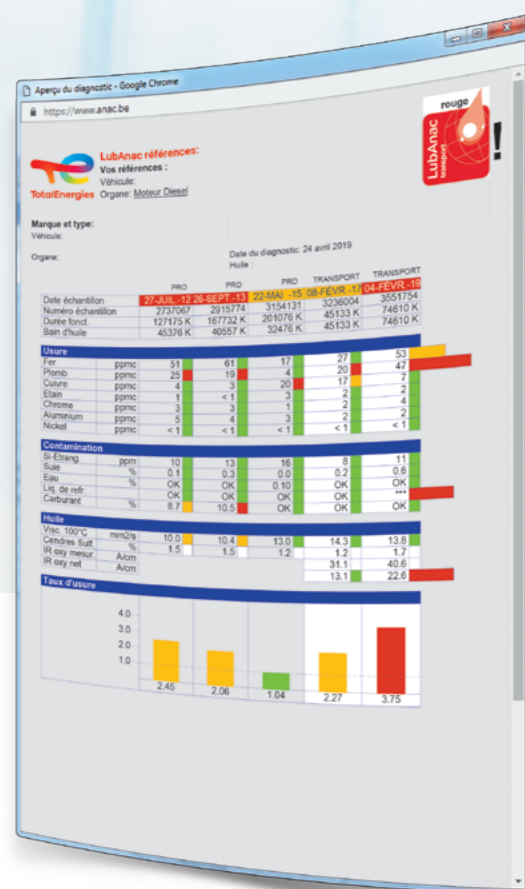 Aperçu du diagnostic - Google Chrome
https://www.anac.be
rouge
LubAnac transport
!
TotalEnergies
LubAnac références:
Vos références :
Véhicule:
Organe: Moteur Diesel
Marque et type:
Véhicule:
Organe:
Date du diagnostic: 24 avril 2019
Huile :
PRO PRO PRO TRANSPORT TRANSPORT
Date échantillon 27-JUIL.-12 26-SEPT.-13 22-MAI -15 08-FÉVR.-17 04-FÉVR.-19
Numéro échantillon 2737067 2915774 3154131 3236004 3551754
Durée fonct. 127175 K 167732 K 201076 K 45133 K 74610 K
Bain d'huile 45376 K 40557 K 32476 K 45133 K 74610 K
Usure
Fer ppmc 51 61 17 27 53
Plomb ppmc 25 19 4 20 47
Cuivre ppmc 4 3 20 17 7
Etain ppmc 1 < 1 3 2 2
Chrome ppmc 3 3 1 2 4
Aluminium ppmc 5 4 3 2 2
Nickel ppmc < 1 < 1 < 1 < 1 < 1
Contamination
Si-Etrang. ppm 10 13 16 8 11
Suie % 0.1 0.3 0.0 0.2 0.6
Eau % OK OK 0.10 OK OK
Liq. de refr. OK OK OK OK ***
Carburant % 8.7 10.5 OK OK OK
Huile
Visc. 100°C mm2/s 10.0 10.4 13.0 14.3 13.8
Cendres Sulf. % 1.5 1.5 1.2 1.2 1.7
IR oxy mesur. A/cm 31.1 40.6
IR oxy net A/cm 13.1 22.6
Taux d'usure
4.0
3.0
2.0
1.0
2.45 2.06 1.04 2.27 3.75